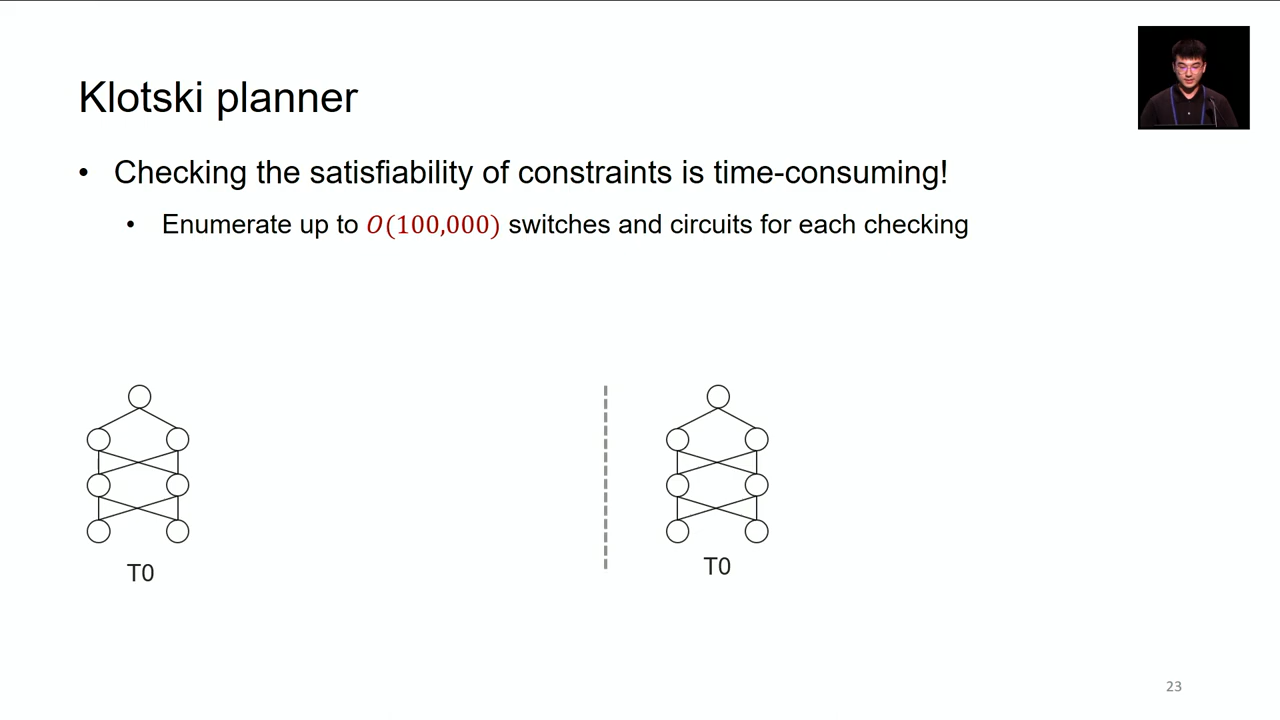 Klotski planner
• Checking the satisfiability of constraints is time-consuming!
• Enumerate up to O(100,000) switches and circuits for each checking
T0
T0
23